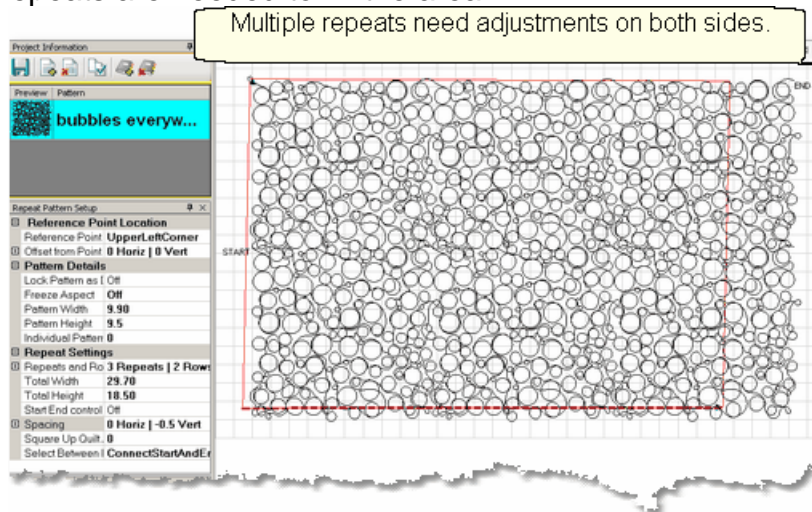 Multiple repeats need adjustments on both sides.
Project Information
Preview Pattern
bubbles everyw...
Repeat Pattern Setup
Reference Point Location
Reference Point UpperLeftCorner
Offset from Point 0 Horiz | 0 Vert
Pattern Details
Lock Pattern as Off
Freeze Aspect Off
Pattern Width 9.90
Pattern Height 9.5
Individual Pattern 0
Repeat Settings
Repeats and Ro 3 Repeats | 2 Rows
Total Width 29.70
Total Height 18.50
Start End control Off
Spacing 0 Horiz | -0.5 Vert
Square Up Quilt. 0
Select Between ConnectStartAndEr
START
END